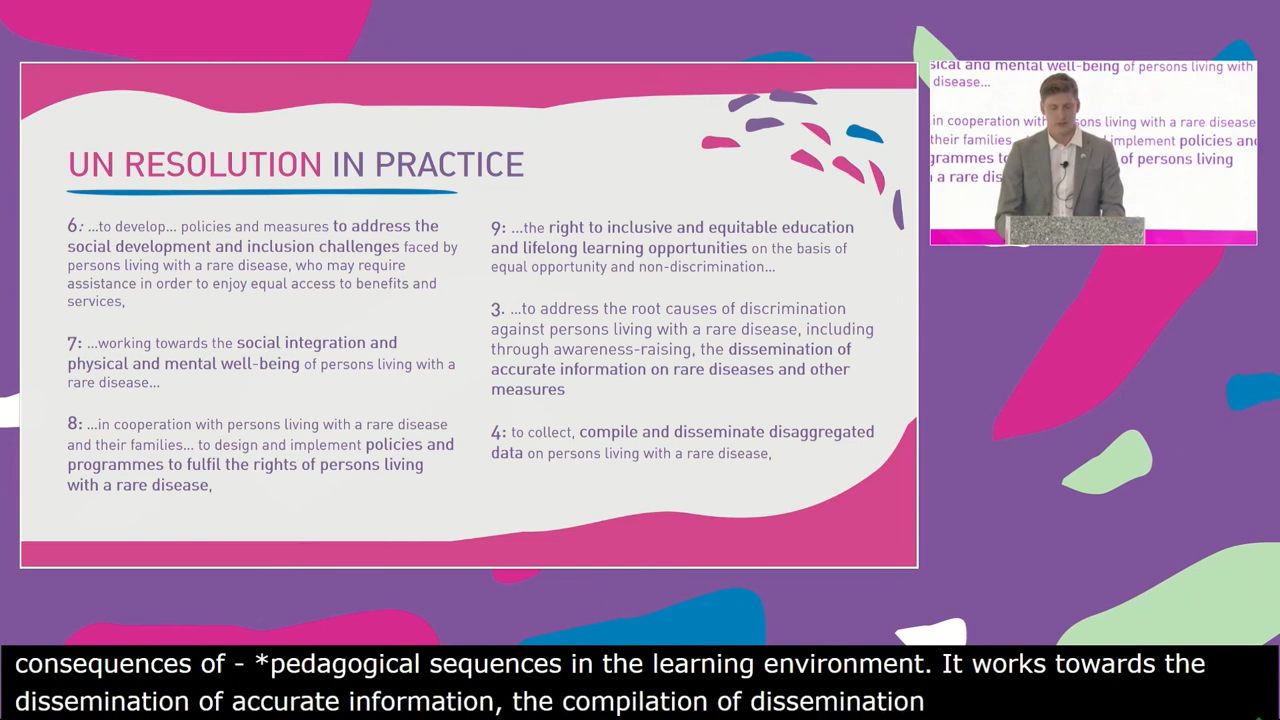 UN RESOLUTION IN PRACTICE
6: ...to develop... policies and measures to address the
social development and inclusion challenges faced by
persons living with a rare disease, who may require
assistance in order to enjoy equal access to benefits and
services,
7: ...working towards the social integration and
physical and mental well-being of persons living with a
rare disease...
8: ...in cooperation with persons living with a rare disease
and their families... to design and implement policies and
programmes to fulfil the rights of persons living
with a rare disease,
9: ...the right to inclusive and equitable education
and lifelong learning opportunities on the basis of
equal opportunity and non-discrimination...
3. ...to address the root causes of discrimination
against persons living with a rare disease, including
through awareness-raising, the dissemination of
accurate information on rare diseases and other
measures
4: to collect, compile and disseminate disaggregated
data on persons living with a rare disease,
and mental well-being of persons living with
disease...
in cooperation with persons living with a rare disease
their families... implement policies and
to of persons living
a rare
consequences of - *pedagogical sequences in the learning environment. It works towards the
dissemination of accurate information, the compilation of dissemination